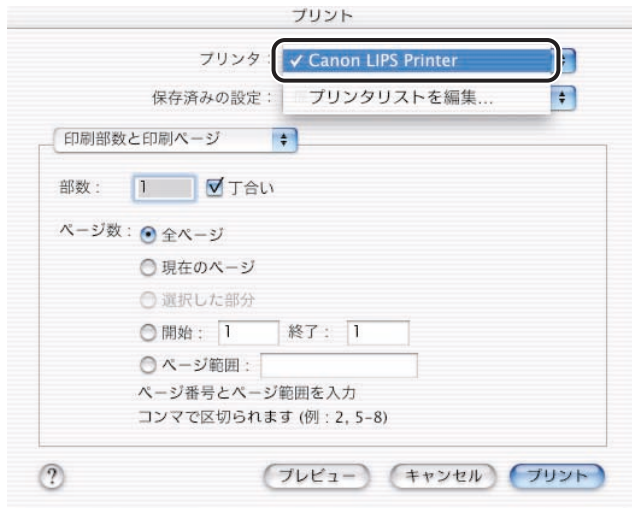 プリント
プリンタ： ✓ Canon LIPS Printer
保存済みの設定： プリンタリストを編集...
印刷部数と印刷ページ
部数： 1 丁合い
ページ数： 全ページ
現在のページ
選択した部分
開始： 1 終了： 1
ページ範囲：
ページ番号とページ範囲を入力
コンマで区切られます (例：2, 5-8)
? プレビュー キャンセル プリント